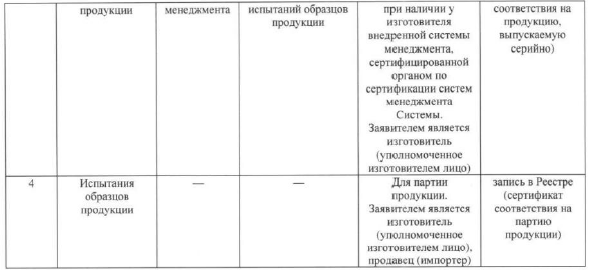 продукции менеджмента испытаний образцов при наличии у соответствия на
продукции изготовителя продукцию,
внедренной системы выпускаемую
менеджмента, серийно)
сертифицированной
органом по
сертификации систем
менеджмента
Системы.
Заявителем является
изготовитель
(уполномоченное
изготовителем лицо)
4 Испытания — — Для партии запись в Реестре
образцов продукции. (сертификат
продукции Заявителем является соответствия на
изготовитель партию
(уполномоченное продукции)
изготовителем лицо),
продавец (импортер)